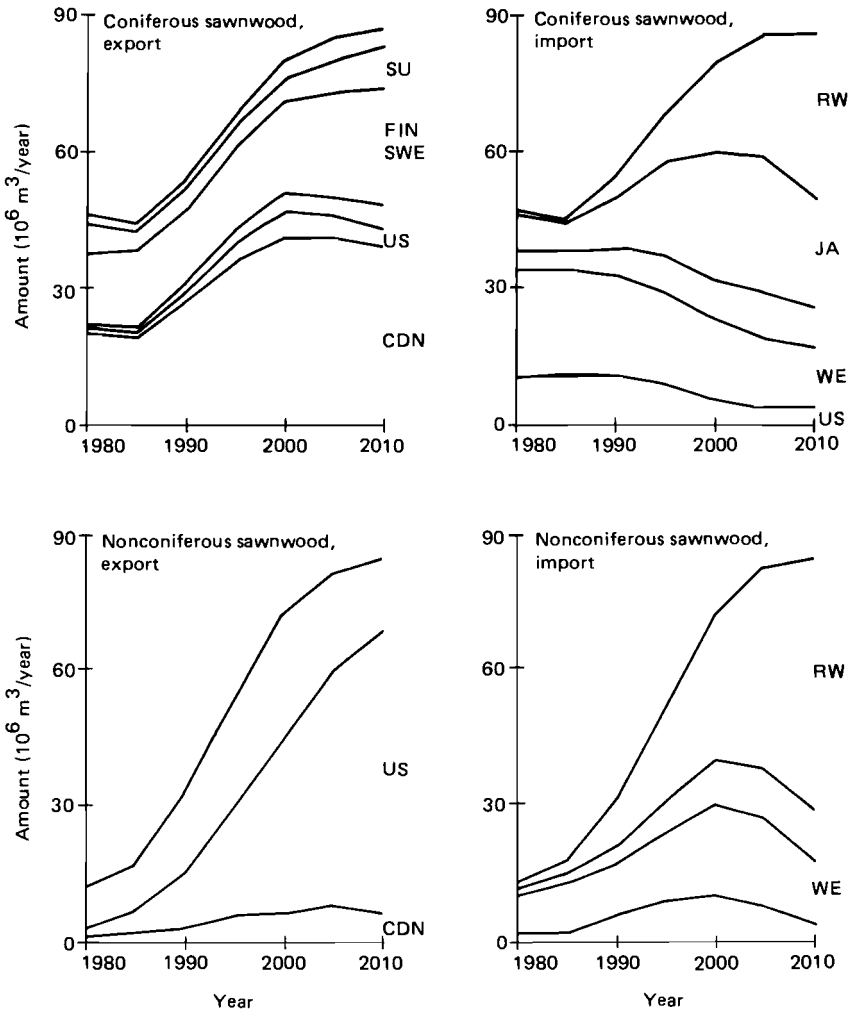 Coniferous sawnwood,
export
90
60
30
0
Amount (10⁶ m³/year)
SU
FIN
SWE
US
CDN
1980 1990 2000 2010
Coniferous sawnwood,
import
90
60
30
0
RW
JA
WE
US
1980 1990 2000 2010
Nonconiferous sawnwood,
export
90
60
30
0
Amount (10⁶ m³/year)
US
CDN
1980 1990 2000 2010
Year
Nonconiferous sawnwood,
import
90
60
30
0
RW
WE
1980 1990 2000 2010
Year